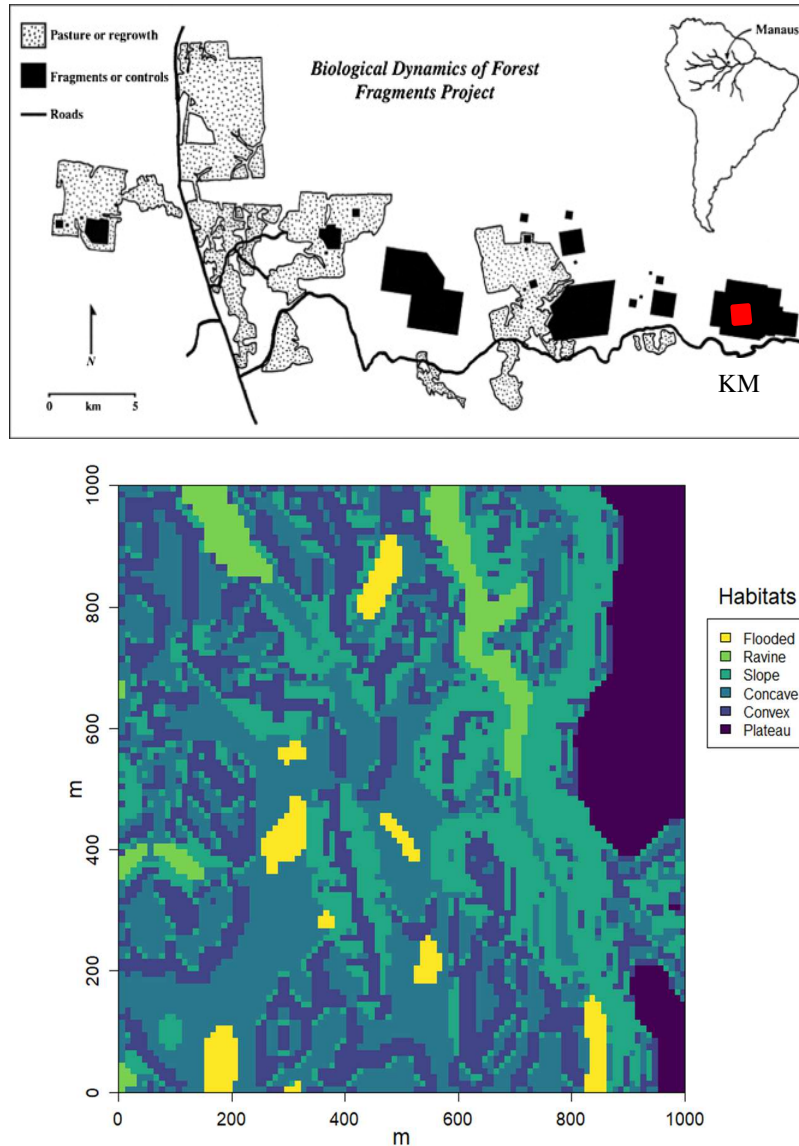 Pasture or regrowth
Fragments or controls
Roads
Biological Dynamics of Forest
Fragments Project
Manaus
N
0 km 5
KM
1000
800
600
400
200
0
m
0 200 400 600 800 1000
m
Habitats
Flooded
Ravine
Slope
Concave
Convex
Plateau